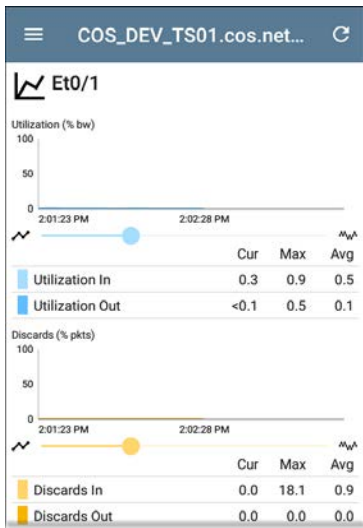 COS_DEV_TS01.cos.net...
Et0/1
Utilization (% bw)
100
50
0
2:01:23 PM 2:02:28 PM
Cur Max Avg
Utilization In 0.3 0.9 0.5
Utilization Out <0.1 0.5 0.1
Discards (% pkts)
100
50
0
2:01:23 PM 2:02:28 PM
Cur Max Avg
Discards In 0.0 18.1 0.9
Discards Out 0.0 0.0 0.0